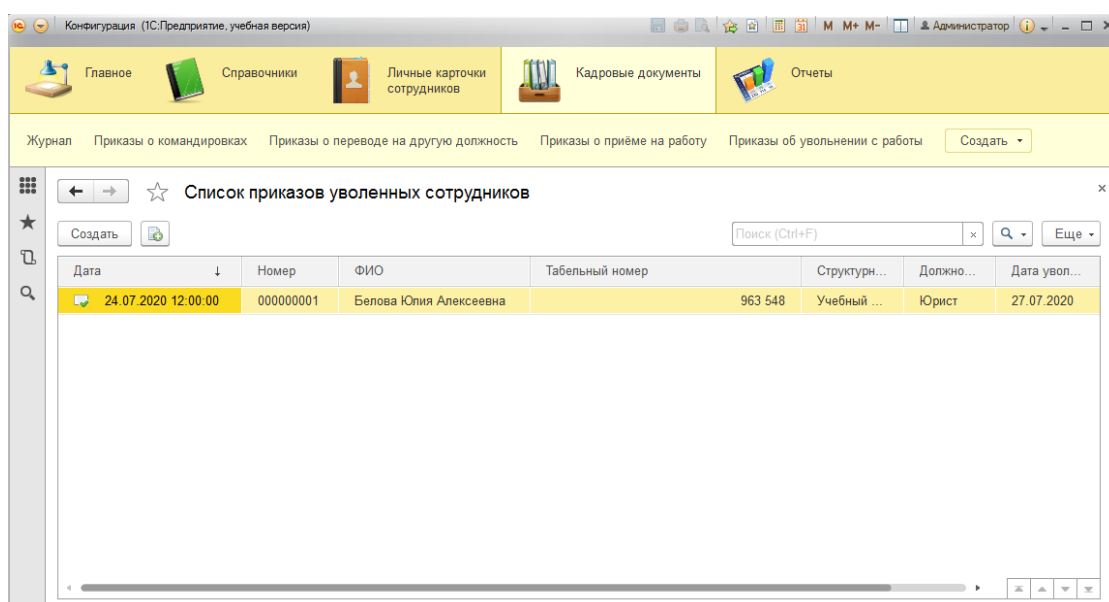 Конфигурация (1С:Предприятие, учебная версия) M M+ M- Администратор
Главное Справочники Личные карточки сотрудников Кадровые документы Отчеты
Журнал Приказы о командировках Приказы о переводе на другую должность Приказы о приёме на работу Приказы об увольнении с работы Создать
Список приказов уволенных сотрудников
Создать Поиск (Ctrl+F) × Еще
Дата ↓ Номер ФИО Табельный номер Структурн... Должно... Дата увол...
24.07.2020 12:00:00 000000001 Белова Юлия Алексеевна 963 548 Учебный ... Юрист 27.07.2020